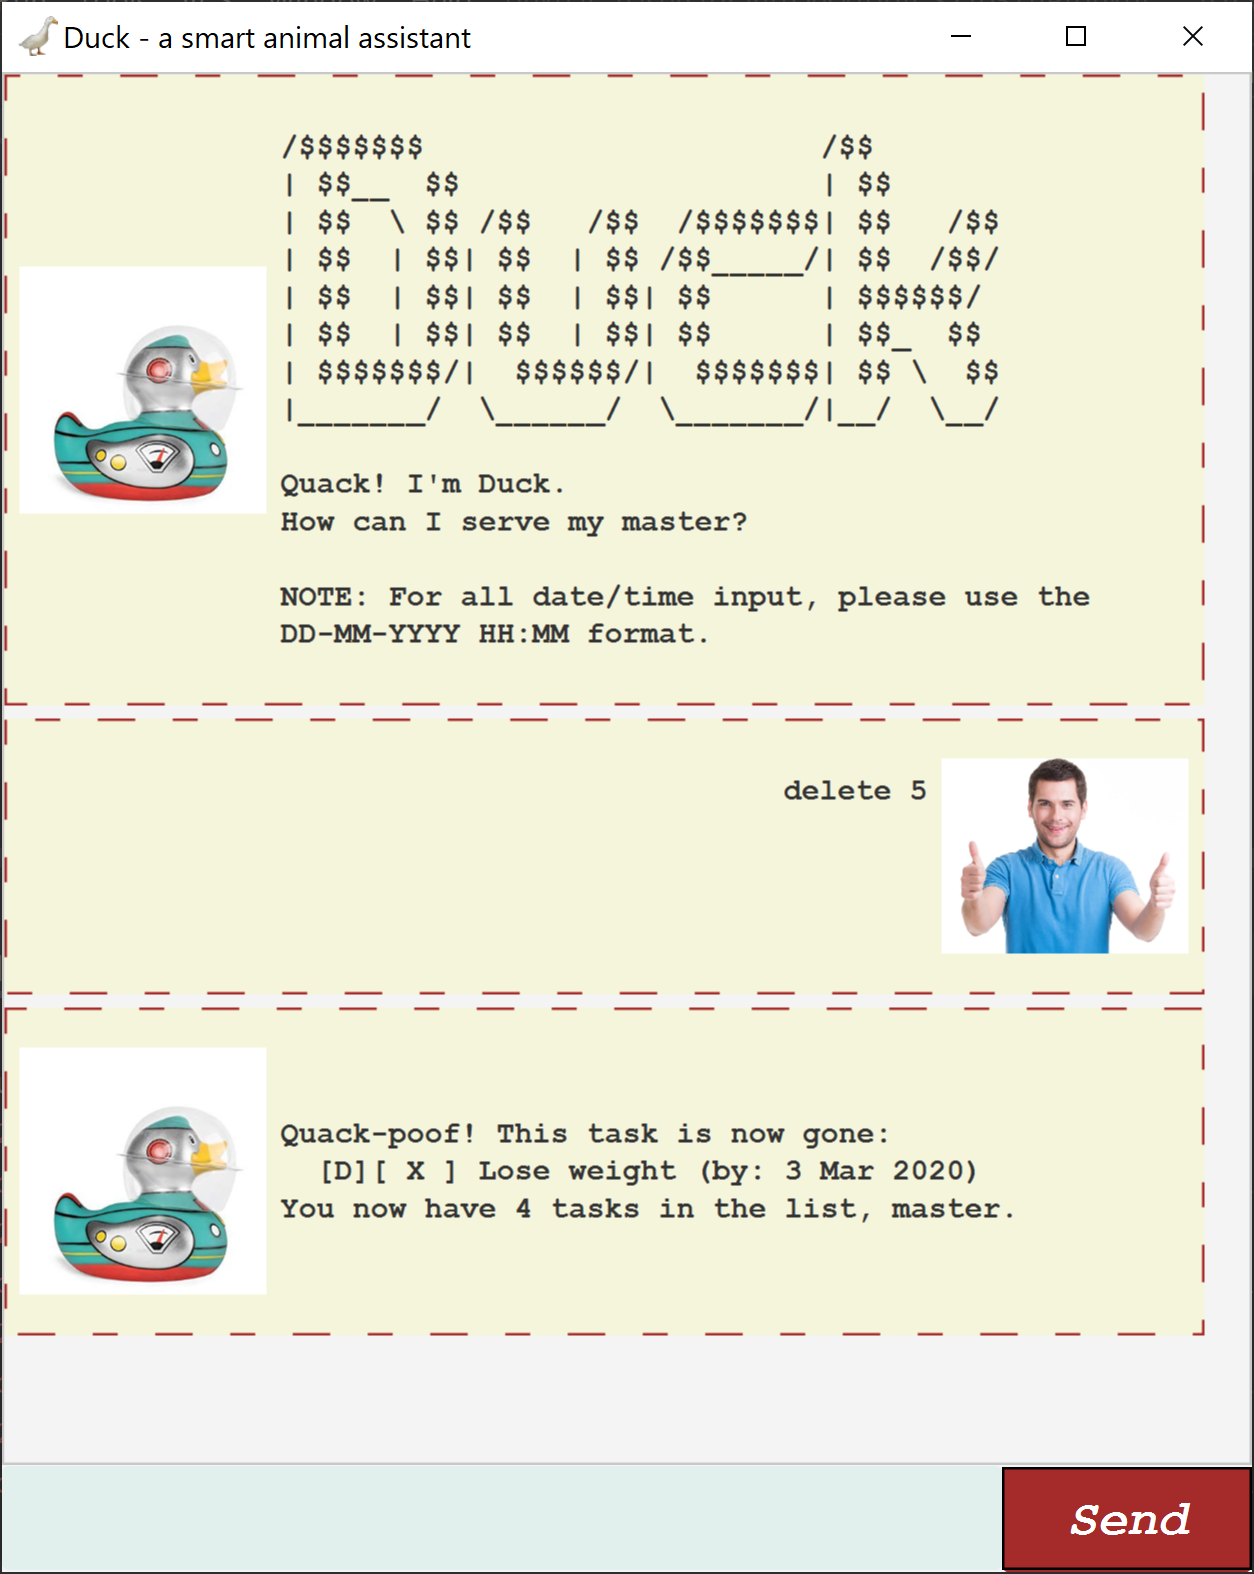 Duck - a smart animal assistant
 /$$$$$$$                      /$$
| $$__  $$                    | $$
| $$  \ $$ /$$   /$$  /$$$$$$$| $$   /$$
| $$  | $$| $$  | $$ /$$_____/| $$  /$$/
| $$  | $$| $$  | $$| $$      | $$$$$$/
| $$  | $$| $$  | $$| $$      | $$_  $$
| $$$$$$$/|  $$$$$$/|  $$$$$$$| $$ \  $$
|_______/  \______/  \_______/|__/  \__/
Quack! I'm Duck.
How can I serve my master?
NOTE: For all date/time input, please use the
DD-MM-YYYY HH:MM format.
delete 5
Quack-poof! This task is now gone:
[D][ X ] Lose weight (by: 3 Mar 2020)
You now have 4 tasks in the list, master.
Send